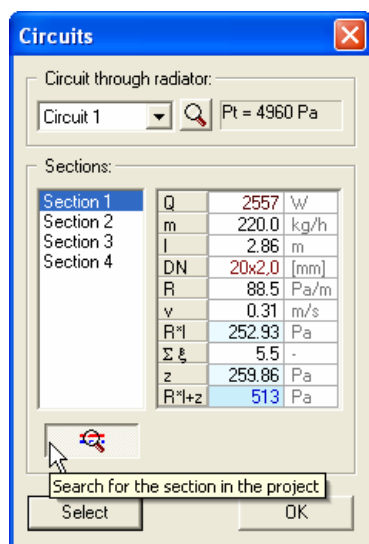 Circuits
Circuit through radiator:
Circuit 1 Pt = 4960 Pa
Sections:
Section 1
Section 2
Section 3
Section 4
Q 2557 W
m 220.0 kg/h
l 2.86 m
DN 20x2,0 [mm]
R 88.5 Pa/m
v 0.31 m/s
R*l 252.93 Pa
Σ ξ 5.5 -
z 259.86 Pa
R*l+z 513 Pa
Search for the section in the project
Select OK